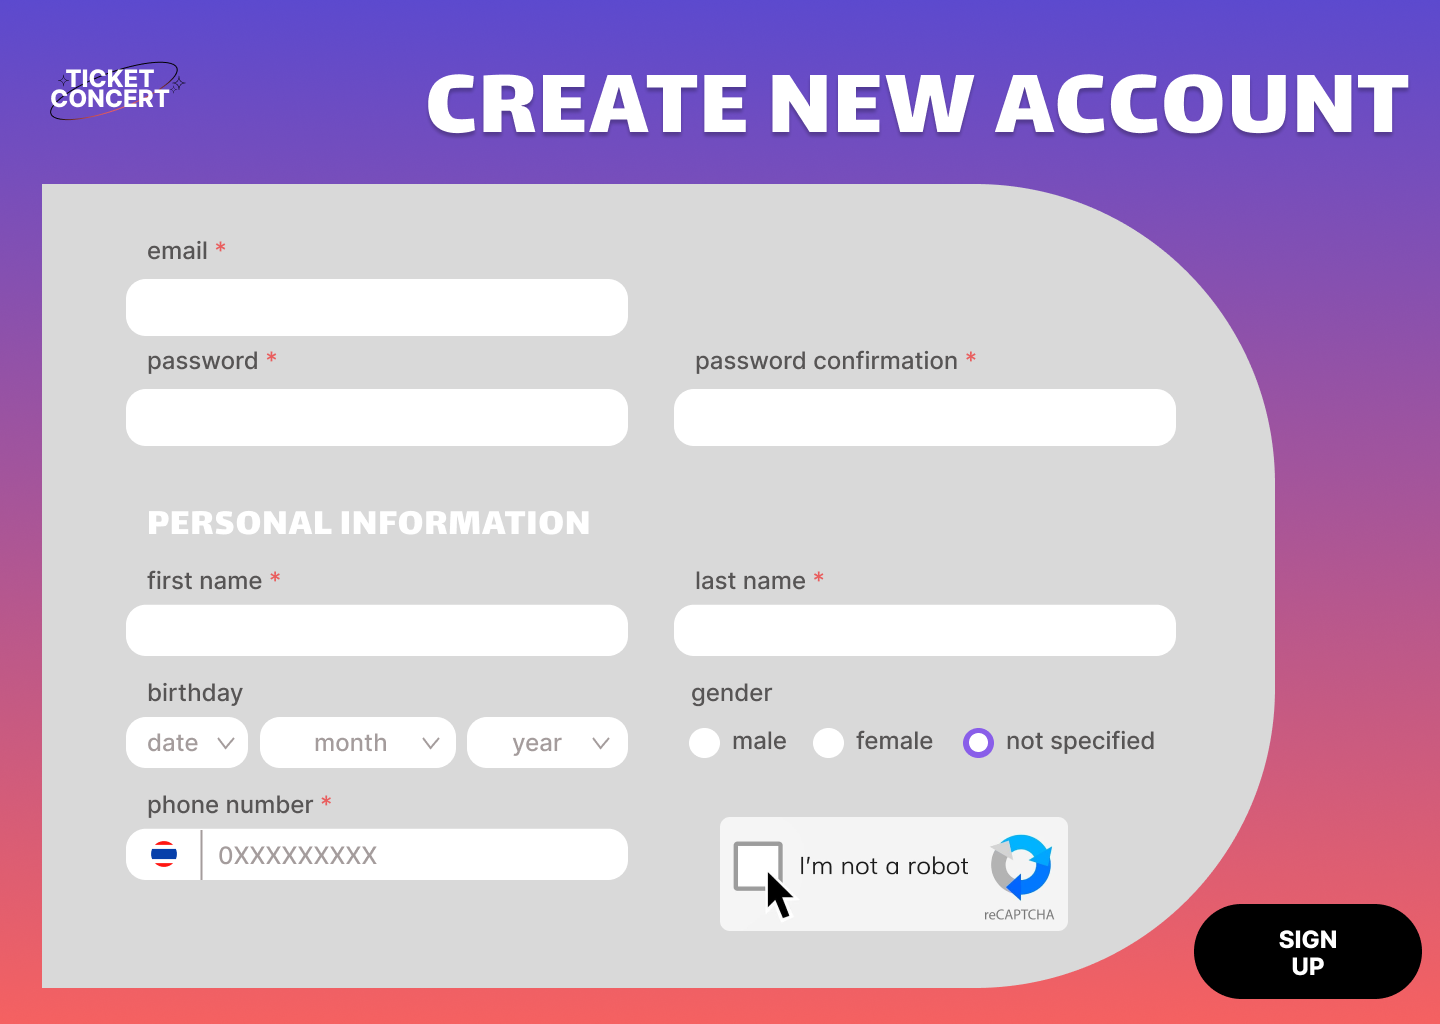 TICKET
CONCERT
CREATE NEW ACCOUNT
email *
password *
password confirmation *
PERSONAL INFORMATION
first name *
last name *
birthday
gender
date
month
year
male
female
not specified
phone number *
0XXXXXXXXX
I'm not a robot
reCAPTCHA
SIGN
UP